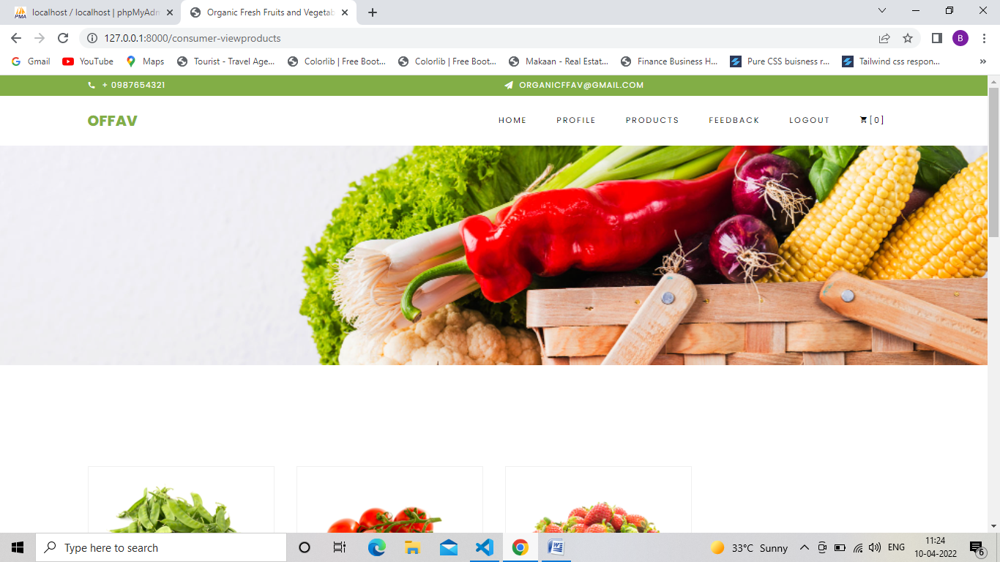 localhost / localhost | phpMyAdm
Organic Fresh Fruits and Vegetab
127.0.0.1:8000/consumer-viewproducts
B
Gmail YouTube Maps Tourist - Travel Age... Colorlib | Free Boot... Colorlib | Free Boot... Makaan - Real Estat... Finance Business H... Pure CSS buisness r... Tailwind css respon... »
+ 0987654321 ORGANICFFAV@GMAIL.COM
OFFAV HOME PROFILE PRODUCTS FEEDBACK LOGOUT [0]
Type here to search
33°C Sunny ENG
11:24
10-04-2022
6